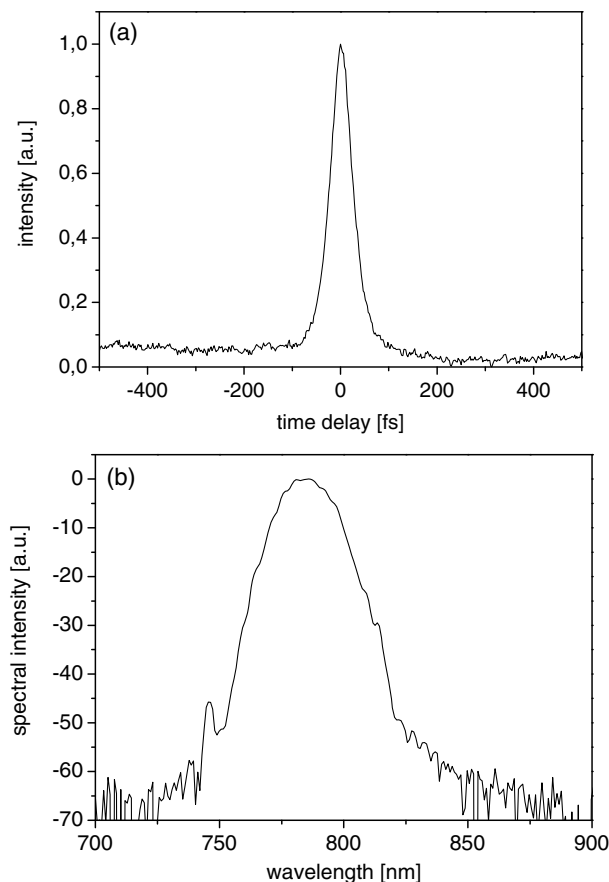 (a)
1,0
0,8
0,6
0,4
0,2
0,0
intensity [a.u.]
-400 -200 0 200 400
time delay [fs]
(b)
0
-10
-20
-30
-40
-50
-60
-70
spectral intensity [a.u.]
700 750 800 850 900
wavelength [nm]